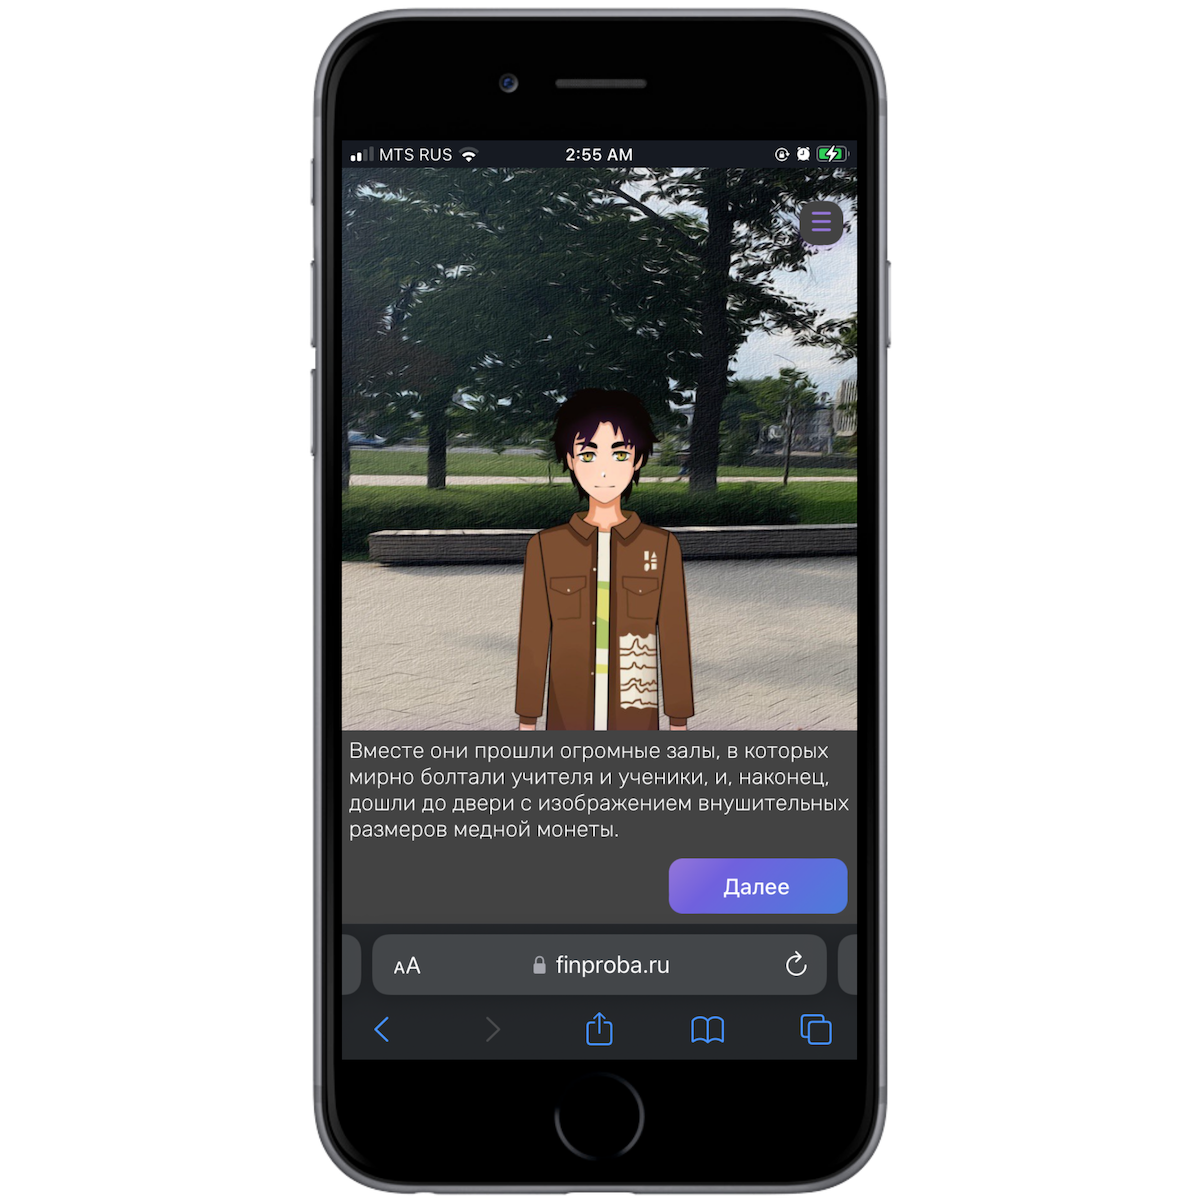 MTS RUS
2:55 AM
Вместе они прошли огромные залы, в которых
мирно болтали учителя и ученики, и, наконец,
дошли до двери с изображением внушительных
размеров медной монеты.
Далее
AA
finproba.ru